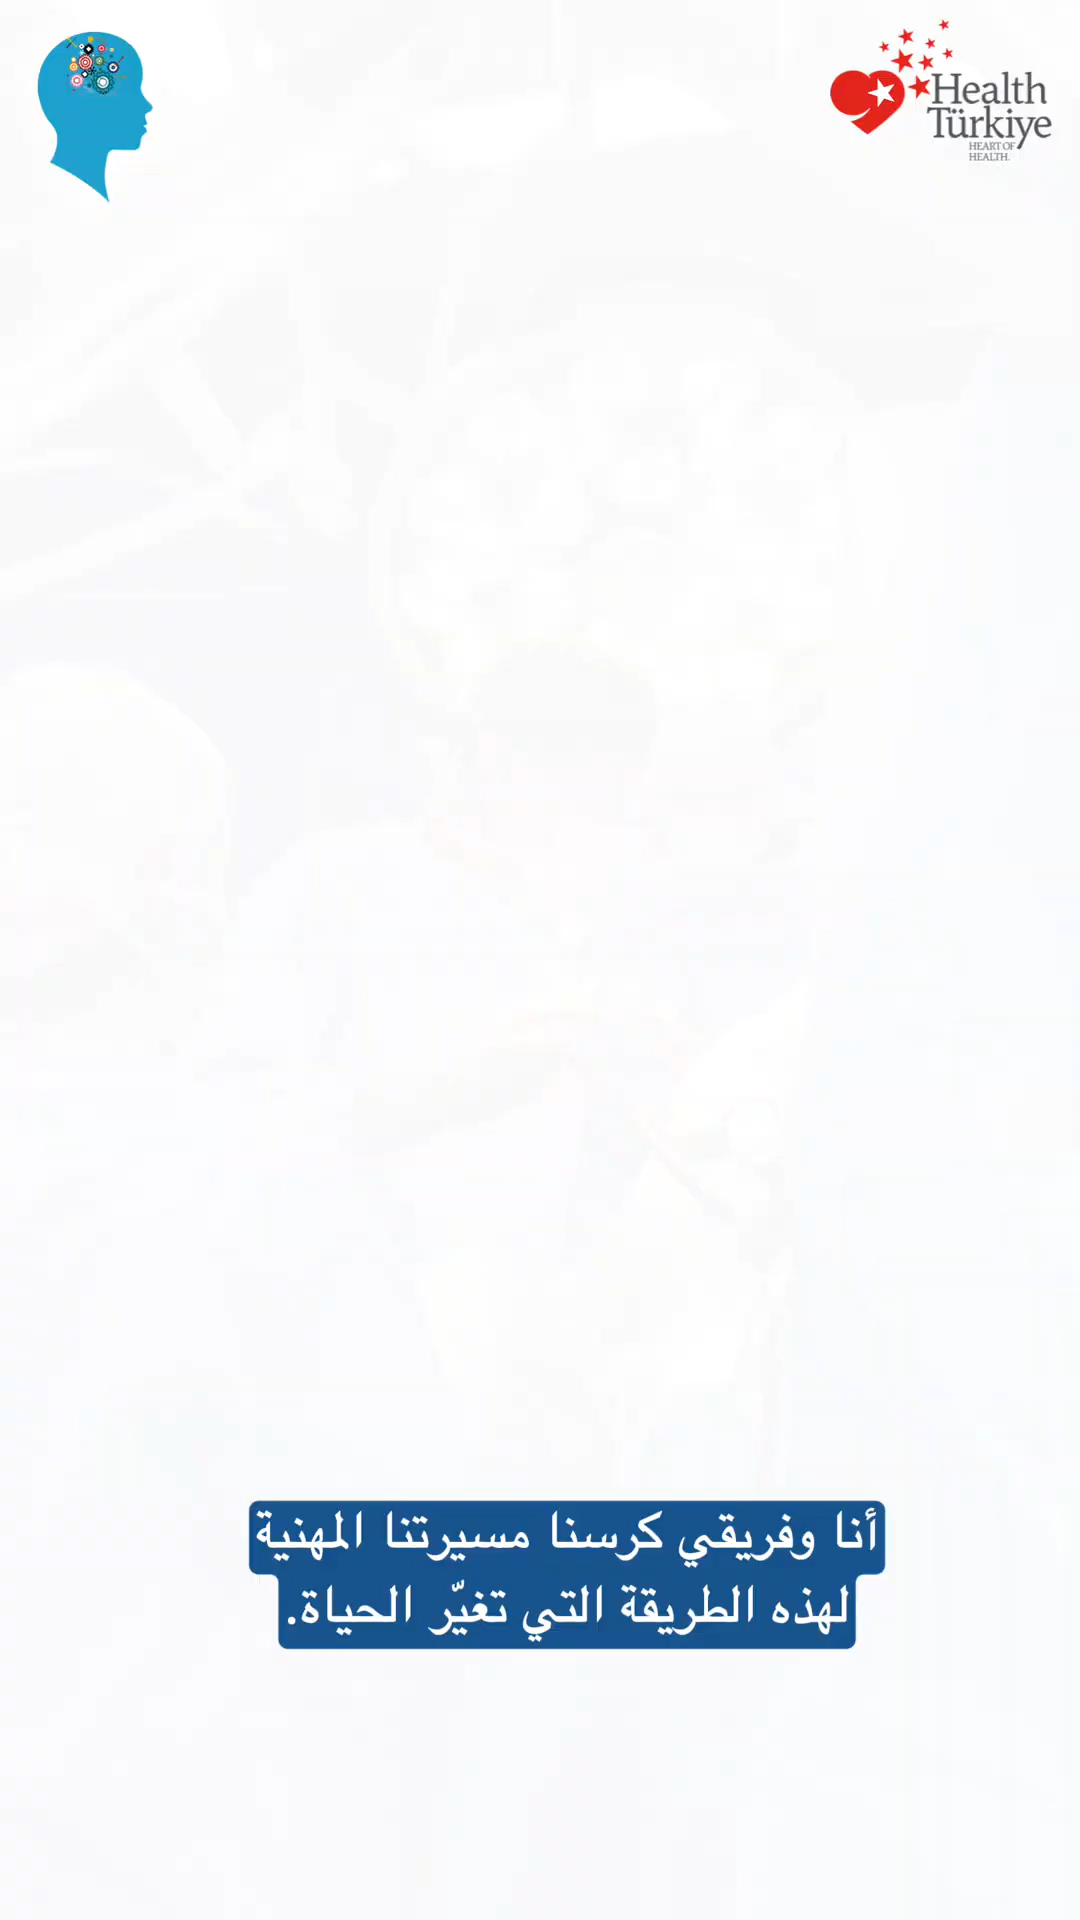 Health
Türkiye
HEART OF
HEALTH.
أنا وفريقي كرسنا مسيرتنا المهنية
لهذه الطريقة التي تغيّر الحياة.